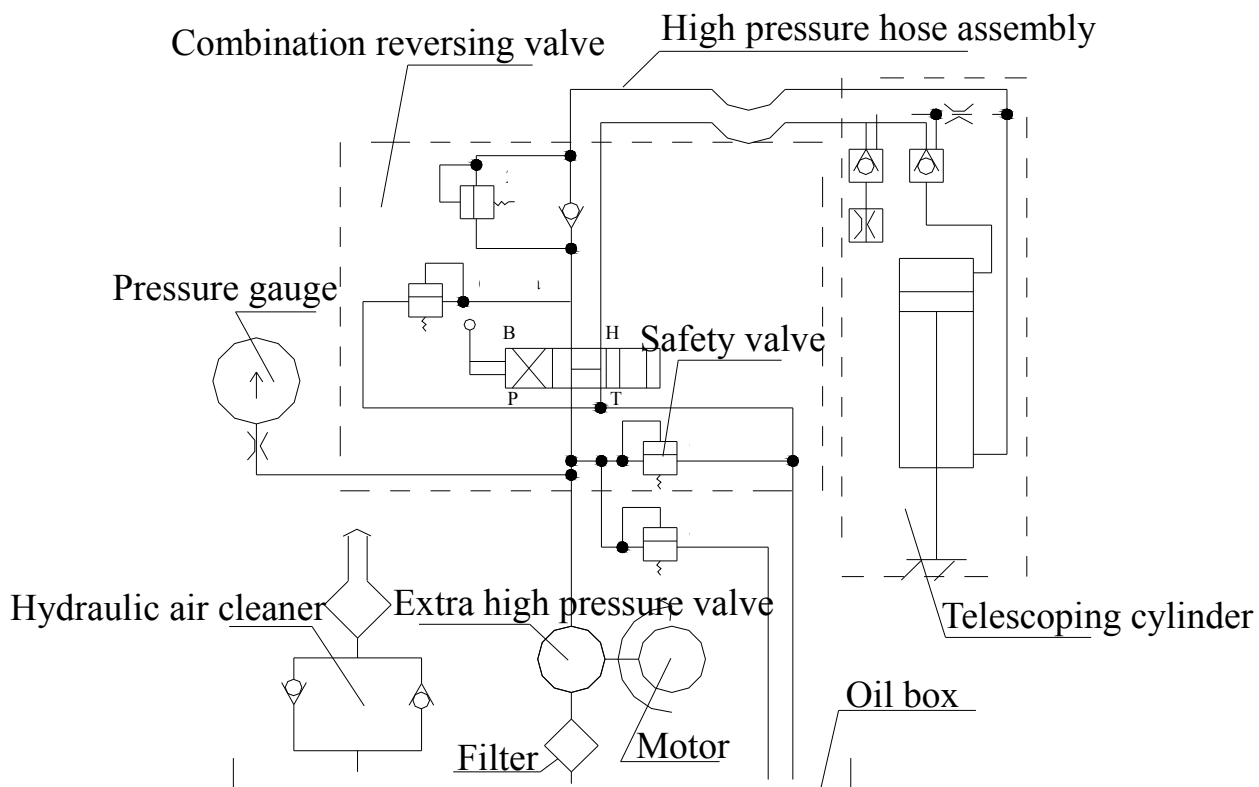 High pressure hose assembly
Combination reversing valve
Pressure gauge
B
H
Safety valve
P
T
Hydraulic air cleaner
Extra high pressure valve
Telescoping cylinder
Oil box
Filter
Motor